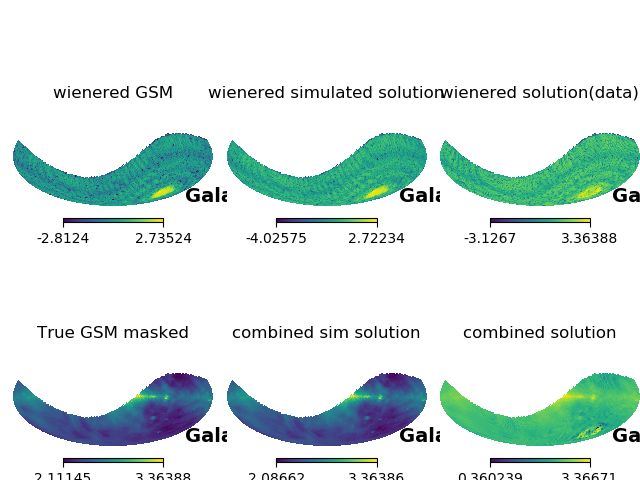 wienered GSM
wienered simulated solution
wienered solution(data)
Gala
Gala
Ga
-2.8124 2.73524
-4.02575 2.72234
-3.1267 3.36388
True GSM masked
combined sim solution
combined solution
Gala
Gala
Ga
2.11145 3.36388
2.08662 3.36386
0.360239 3.36671